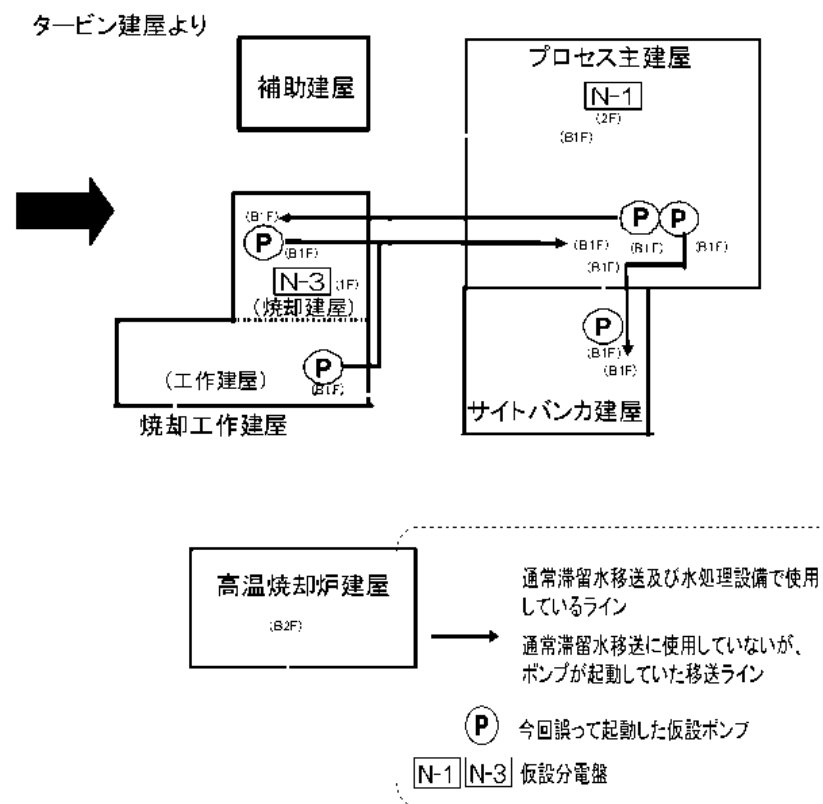 タービン建屋より
補助建屋
プロセス主建屋
N-1
(2F)
(B1F)
(B1F)
P
(B1F)
N-3 (1F)
(焼却建屋)
P P
(B1F) (B1F) (B1F)
(B1F)
P
(B1F)
(B1F)
(工作建屋)
P
(B1F)
焼却工作建屋
サイトバンカ建屋
高温焼却炉建屋
(B2F)
通常滞留水移送及び水処理設備で使用
しているライン
通常滞留水移送に使用していないが、
ポンプが起動していた移送ライン
P 今回誤って起動した仮設ポンプ
N-1 N-3 仮設分電盤